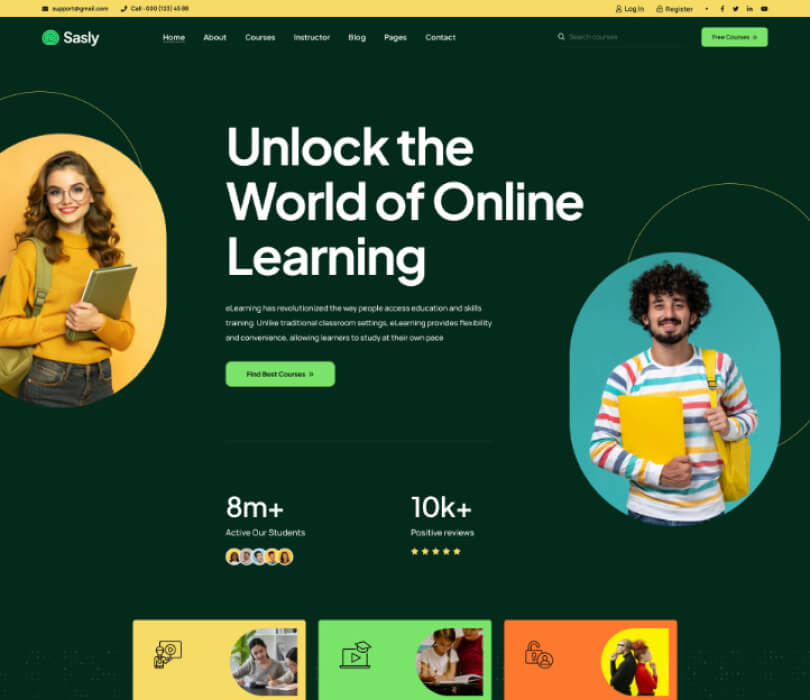 support@gmail.com
Call - 000 (123) 45 88
Log In
Register
Sasly
Home
About
Courses
Instructor
Blog
Pages
Contact
Search courses
Free Courses »
Unlock the
World of Online
Learning
eLearning has revolutionized the way people access education and skills
training. Unlike traditional classroom settings, eLearning provides flexibility
and convenience, allowing learners to study at their own pace
Find Best Courses »
8m+
Active Our Students
10k+
Positive reviews